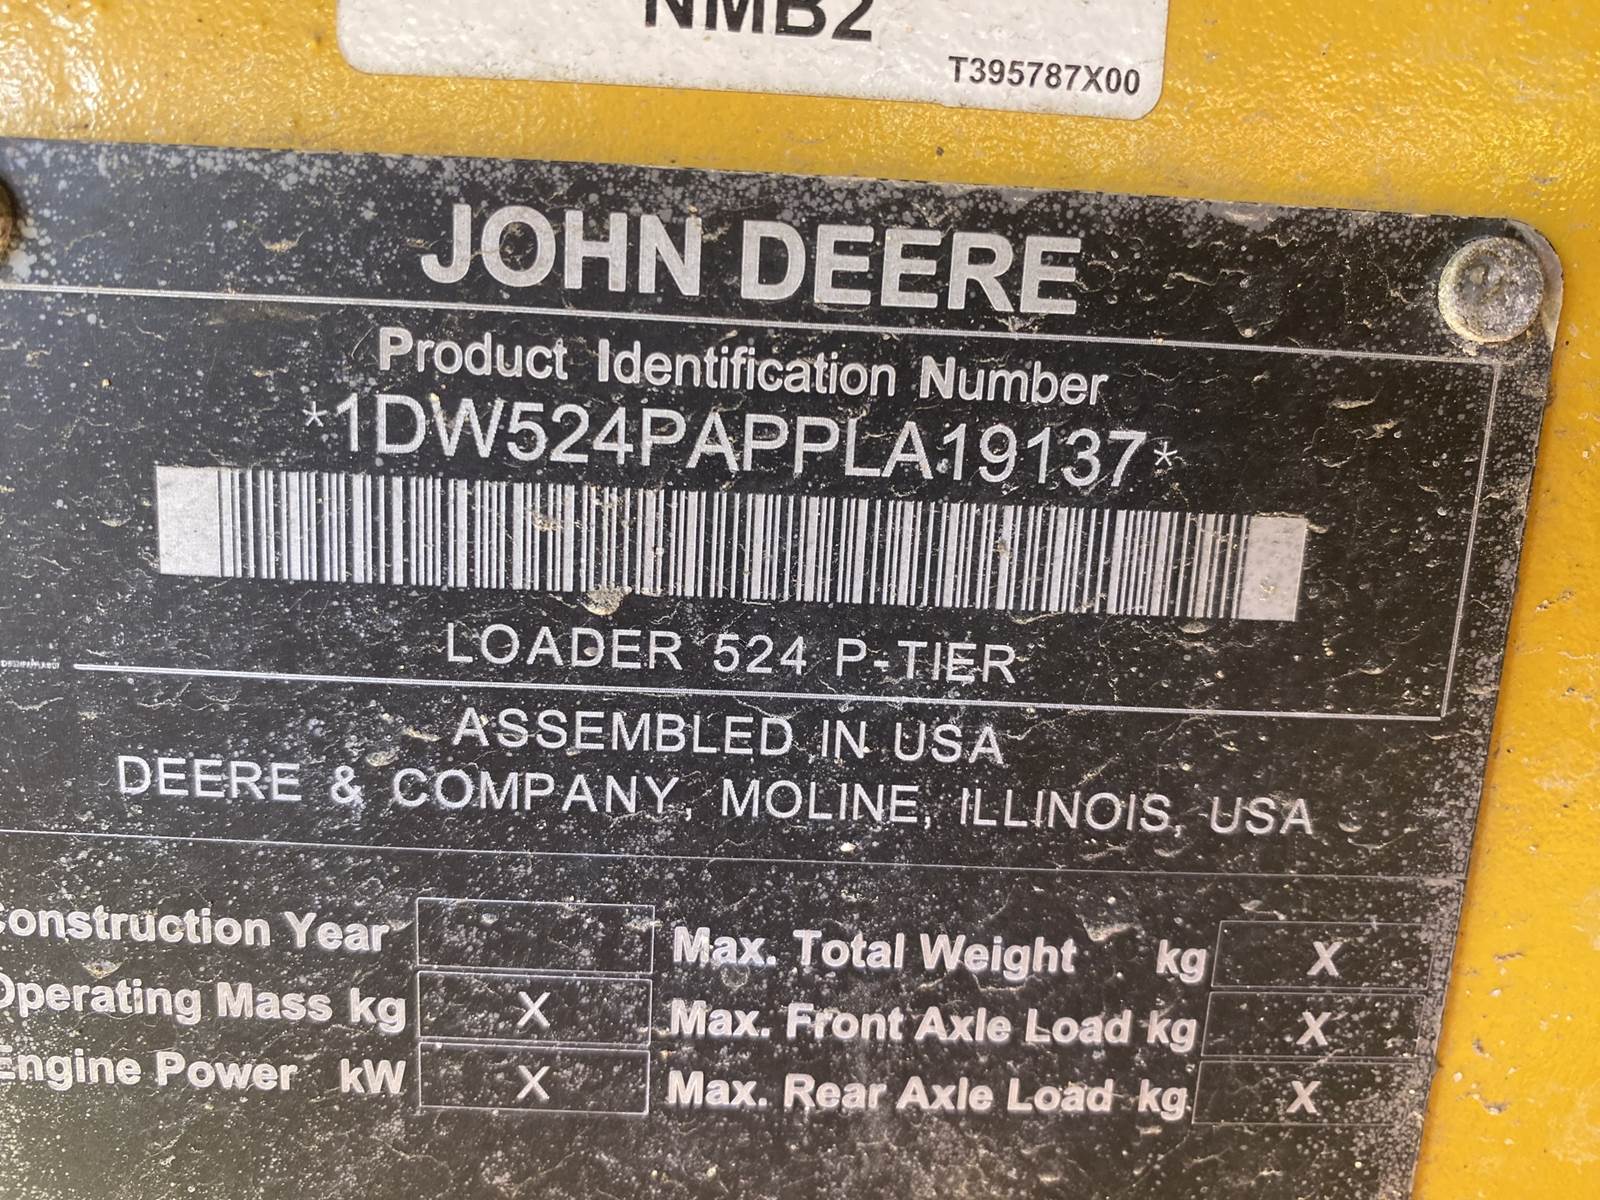 NMB2
T395787X00
JOHN DEERE
Product Identification Number
*1DW524PAPPLA19137*
LOADER 524 P-TIER
ASSEMBLED IN USA
DEERE & COMPANY, MOLINE, ILLINOIS, USA
Construction Year
Max. Total Weight kg X
Operating Mass kg X
Max. Front Axle Load kg X
Engine Power kW X
Max. Rear Axle Load kg X